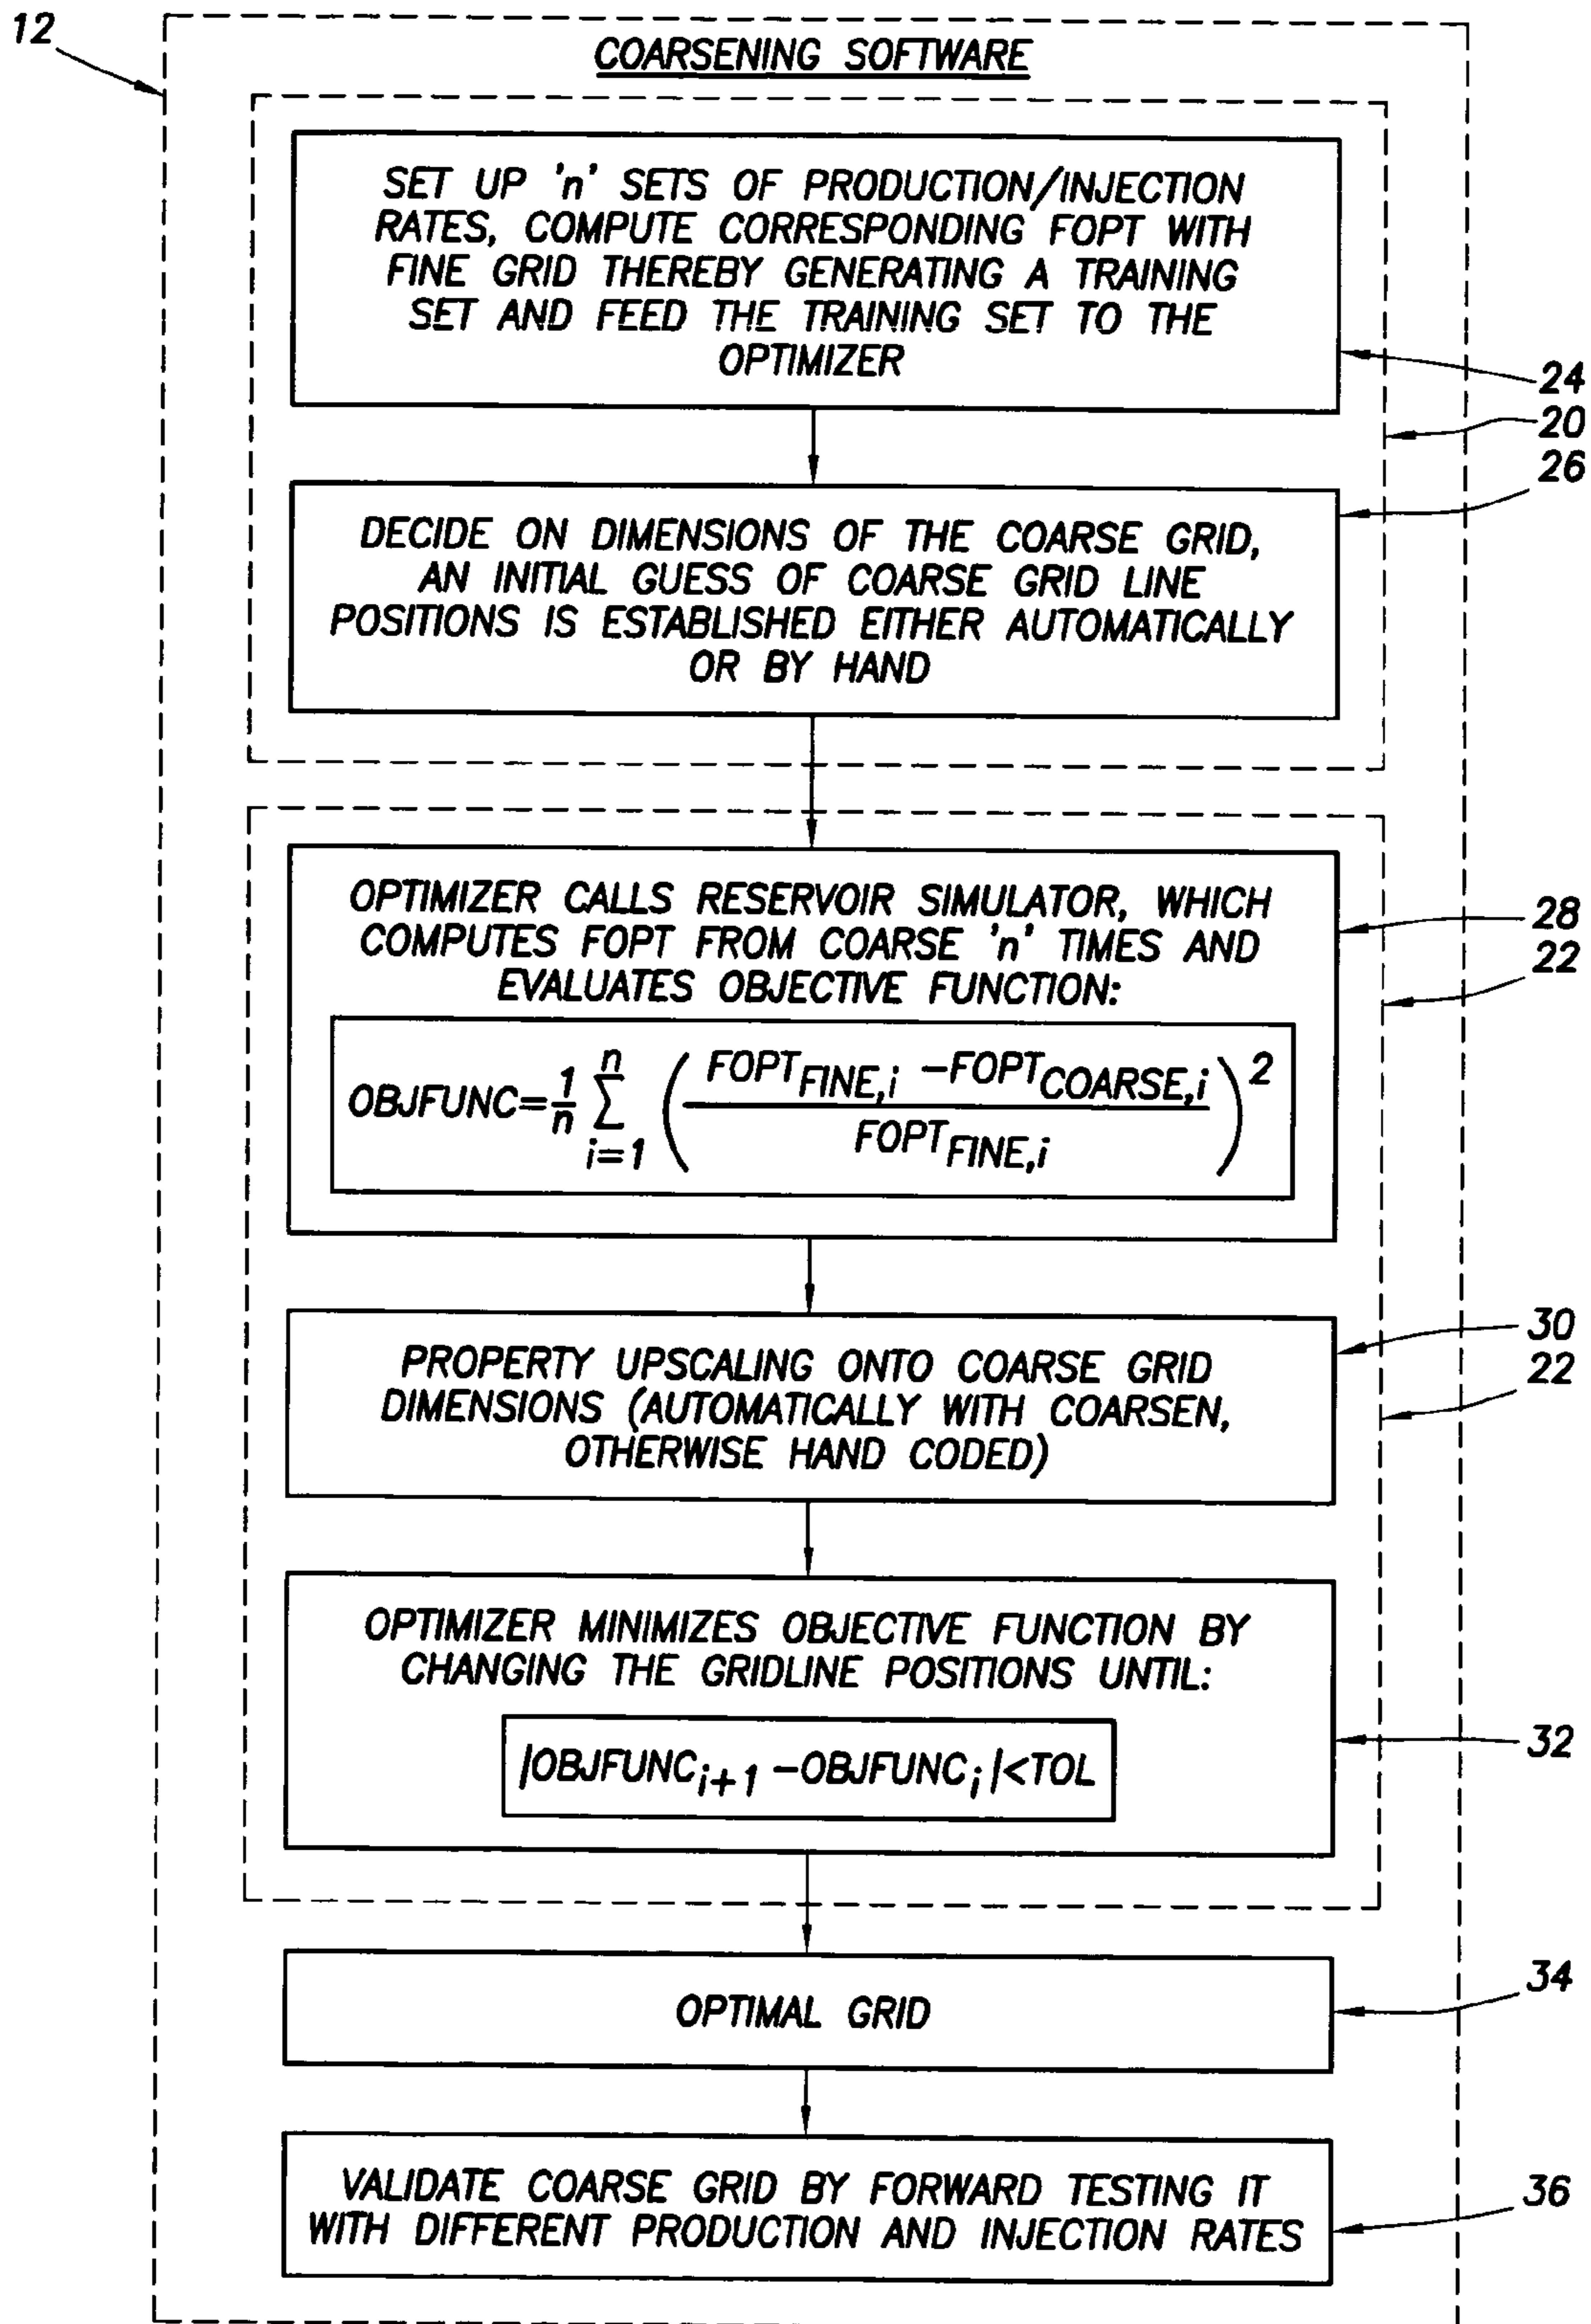 12
COARSENING SOFTWARE
SET UP 'n' SETS OF PRODUCTION/INJECTION
RATES, COMPUTE CORRESPONDING FOPT WITH
FINE GRID THEREBY GENERATING A TRAINING
SET AND FEED THE TRAINING SET TO THE
OPTIMIZER
24
20
26
DECIDE ON DIMENSIONS OF THE COARSE GRID,
AN INITIAL GUESS OF COARSE GRID LINE
POSITIONS IS ESTABLISHED EITHER AUTOMATICALLY
OR BY HAND
OPTIMIZER CALLS RESERVOIR SIMULATOR, WHICH
COMPUTES FOPT FROM COARSE 'n' TIMES AND
EVALUATES OBJECTIVE FUNCTION:
28
22
OBJFUNC = \frac{1}{n} \sum_{i=1}^{n} \left( \frac{FOPT_{FINE,i} - FOPT_{COARSE,i}}{FOPT_{FINE,i}} \right)^2
PROPERTY UPSCALING ONTO COARSE GRID
DIMENSIONS (AUTOMATICALLY WITH COARSEN,
OTHERWISE HAND CODED)
30
22
OPTIMIZER MINIMIZES OBJECTIVE FUNCTION BY
CHANGING THE GRIDLINE POSITIONS UNTIL:
|OBJFUNC_{i+1} - OBJFUNC_{i}| < TOL
32
OPTIMAL GRID
34
VALIDATE COARSE GRID BY FORWARD TESTING IT
WITH DIFFERENT PRODUCTION AND INJECTION RATES
36